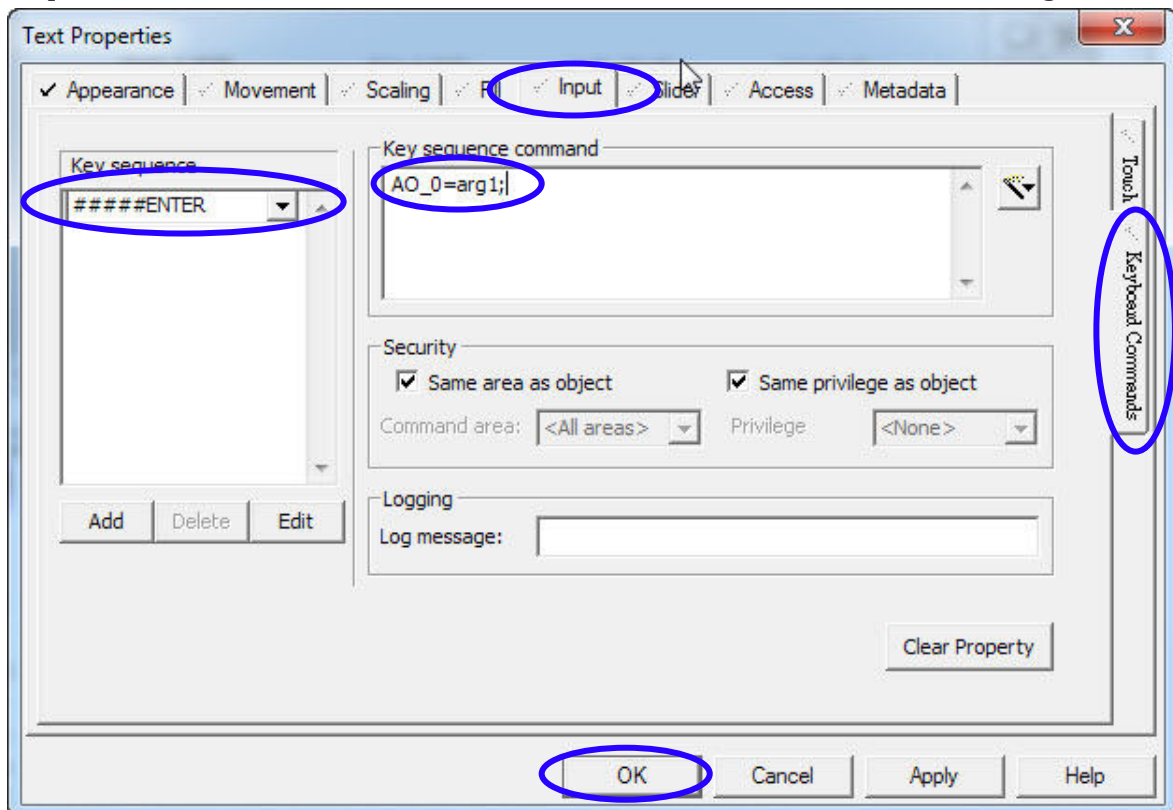 Text Properties
X
Appearance Movement Scaling Fill Input Slider Access Metadata
Key sequence
#####ENTER
Add Delete Edit
Key sequence command
AO_0=arg1;
Security
Same area as object Same privilege as object
Command area: <All areas> Privilege <None>
Logging
Log message:
Clear Property
Touch
Keyboard Commands
OK Cancel Apply Help